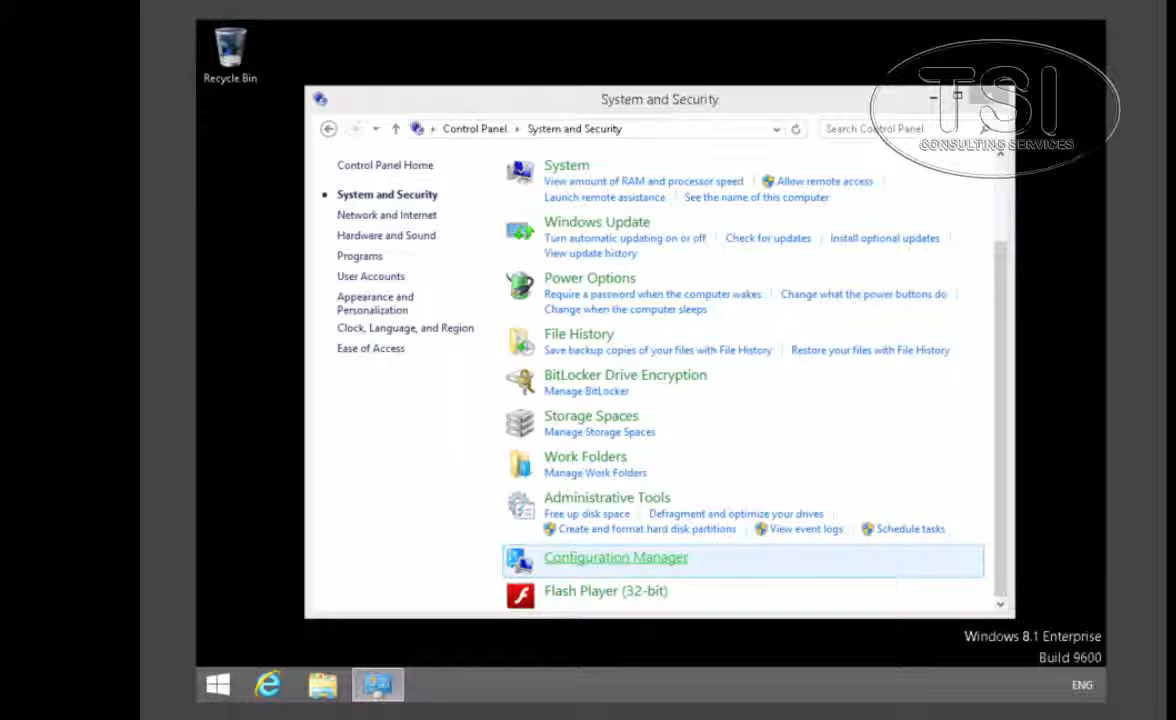 Recycle Bin
TSI
CONSULTING SERVICES
System and Security
Control Panel
System and Security
Search Control Panel
Control Panel Home
System and Security
Network and Internet
Hardware and Sound
Programs
User Accounts
Appearance and
Personalization
Clock, Language, and Region
Ease of Access
System
View amount of RAM and processor speed
Allow remote access
Launch remote assistance
See the name of this computer
Windows Update
Turn automatic updating on or off
Check for updates
Install optional updates
View update history
Power Options
Require a password when the computer wakes
Change what the power buttons do
Change when the computer sleeps
File History
Save backup copies of your files with File History
Restore your files with File History
BitLocker Drive Encryption
Manage BitLocker
Storage Spaces
Manage Storage Spaces
Work Folders
Manage Work Folders
Administrative Tools
Free up disk space
Defragment and optimize your drives
Create and format hard disk partitions
View event logs
Schedule tasks
Configuration Manager
Flash Player (32-bit)
Windows 8.1 Enterprise
Build 9600
ENG